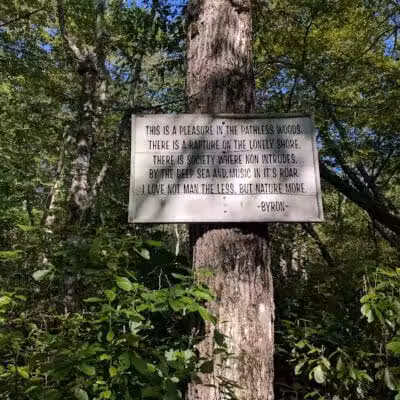 THIS IS A PLEASURE IN THE PATHLESS WOODS.
THERE IS A RAPTURE ON THE LONELY SHORE.
THERE IS SOCIETY WHERE NON INTRUDES.
BY THE DEEP SEA AND MUSIC IN IT'S ROAR.
I LOVE NOT MAN THE LESS. BUT NATURE MORE.
-BYRON-